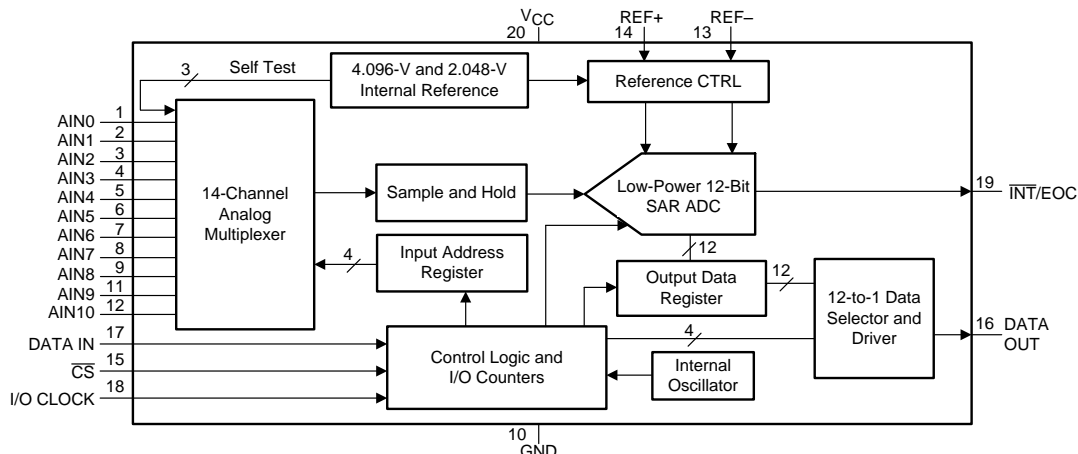 VCC
20
REF+
14
REF–
13
3
Self Test
4.096-V and 2.048-V
Internal Reference
Reference CTRL
AIN0
1
AIN1
2
AIN2
3
AIN3
4
AIN4
5
AIN5
6
AIN6
7
AIN7
8
AIN8
9
AIN9
11
AIN10
12
14-Channel
Analog
Multiplexer
Sample and Hold
Low-Power 12-Bit
SAR ADC
19
INT/EOC
4
Input Address
Register
12
Output Data
Register
12
12-to-1 Data
Selector and
Driver
16
DATA
OUT
17
DATA IN
15
CS
18
I/O CLOCK
Control Logic and
I/O Counters
4
Internal
Oscillator
10
GND